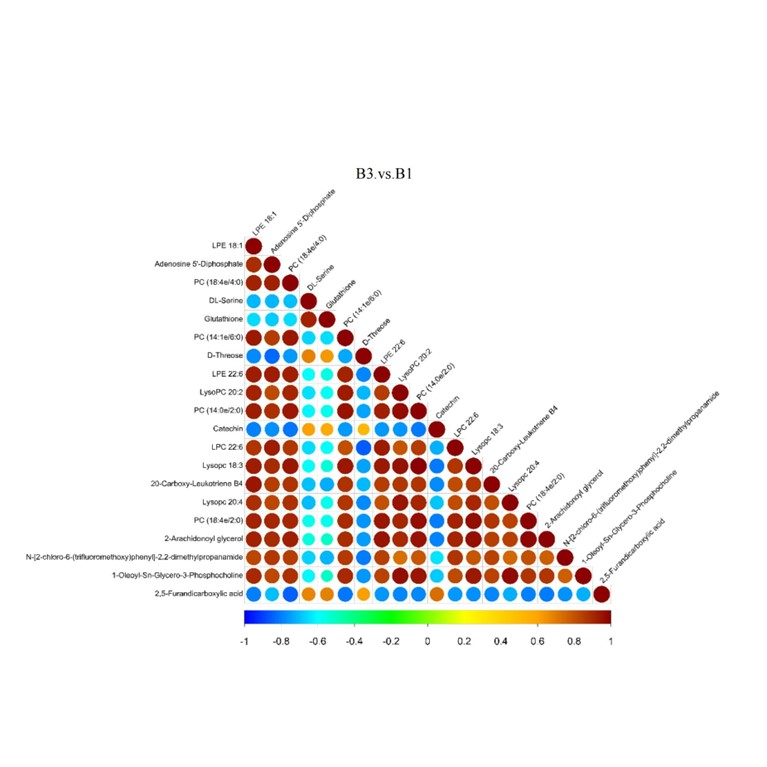 B3.vs.B1
LPE 18:1
Adenosine 5'-Diphosphate
PC (18:4e/4:0)
DL-Serine
Glutathione
PC (14:1e/6:0)
D-Threose
LPE 22:6
LysoPC 20:2
PC (14:0e/2:0)
Catechin
LPC 22:6
Lysopc 18:3
20-Carboxy-Leukotriene B4
Lysopc 20:4
PC (18:4e/2:0)
2-Arachidonoyl glycerol
N-[2-chloro-6-(trifluoromethoxy)phenyl]-2,2-dimethylpropanamide
1-Oleoyl-Sn-Glycero-3-Phosphocholine
2,5-Furandicarboxylic acid
LPE 18:1
Adenosine 5'-Diphosphate
PC (18:4e/4:0)
DL-Serine
Glutathione
PC (14:1e/6:0)
D-Threose
LPE 22:6
LysoPC 20:2
PC (14:0e/2:0)
Catechin
LPC 22:6
Lysopc 18:3
20-Carboxy-Leukotriene B4
Lysopc 20:4
PC (18:4e/2:0)
2-Arachidonoyl glycerol
N-[2-chloro-6-(trifluoromethoxy)phenyl]-2,2-dimethylpropanamide
1-Oleoyl-Sn-Glycero-3-Phosphocholine
2,5-Furandicarboxylic acid
-1 -0.8 -0.6 -0.4 -0.2 0 0.2 0.4 0.6 0.8 1